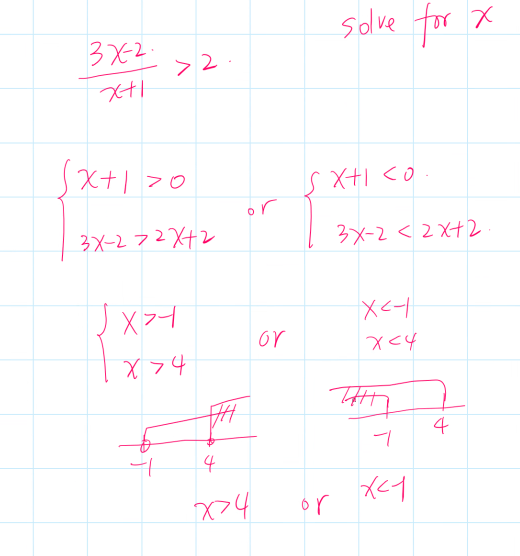 solve for x
(3x-2)/(x+1) > 2.
{ x+1 > 0 or { x+1 < 0.
3x-2 > 2x+2 3x-2 < 2x+2.
{ x > -1 or x < -1
x > 4 x < 4
-1 4 -1 4
x > 4 or x < -1